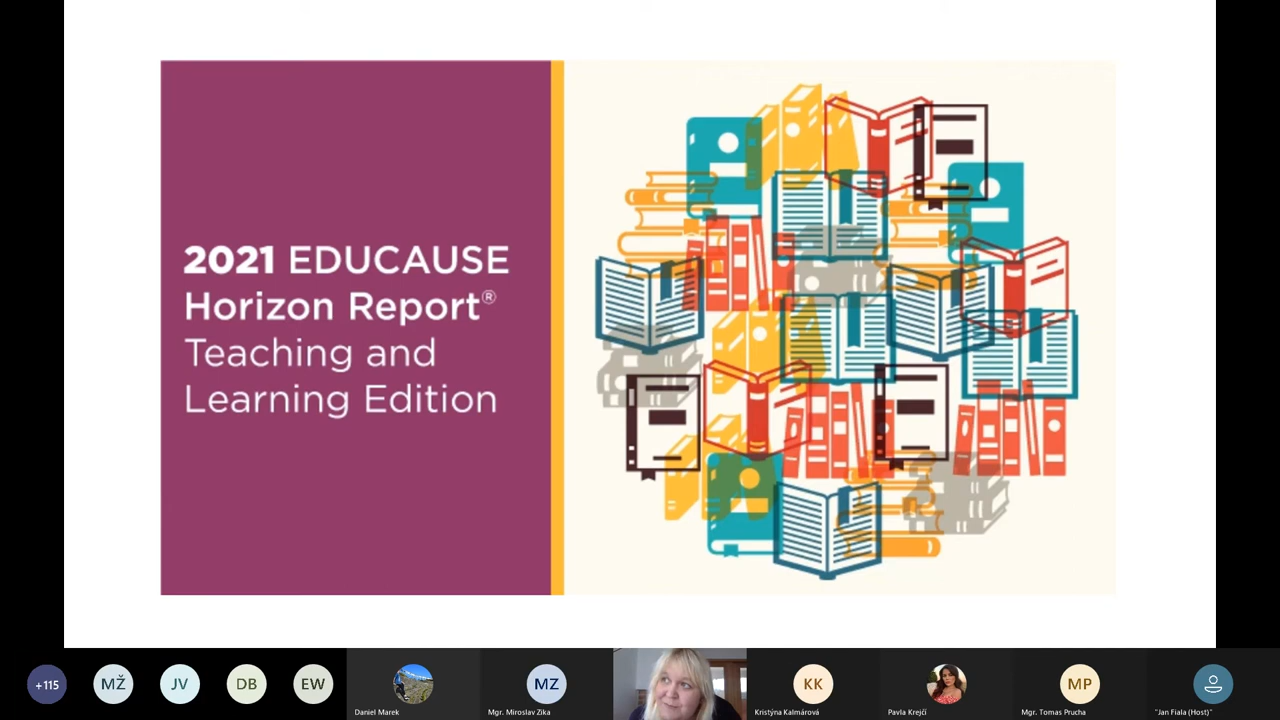 2021 EDUCAUSE
Horizon Report®
Teaching and
Learning Edition
+115
MŽ
JV
DB
EW
Daniel Marek
MZ
Mgr. Miroslav Zika
KK
Kristýna Kalmárová
Pavla Krejčí
MP
Mgr. Tomas Prucha
"Jan Fiala (Host)"